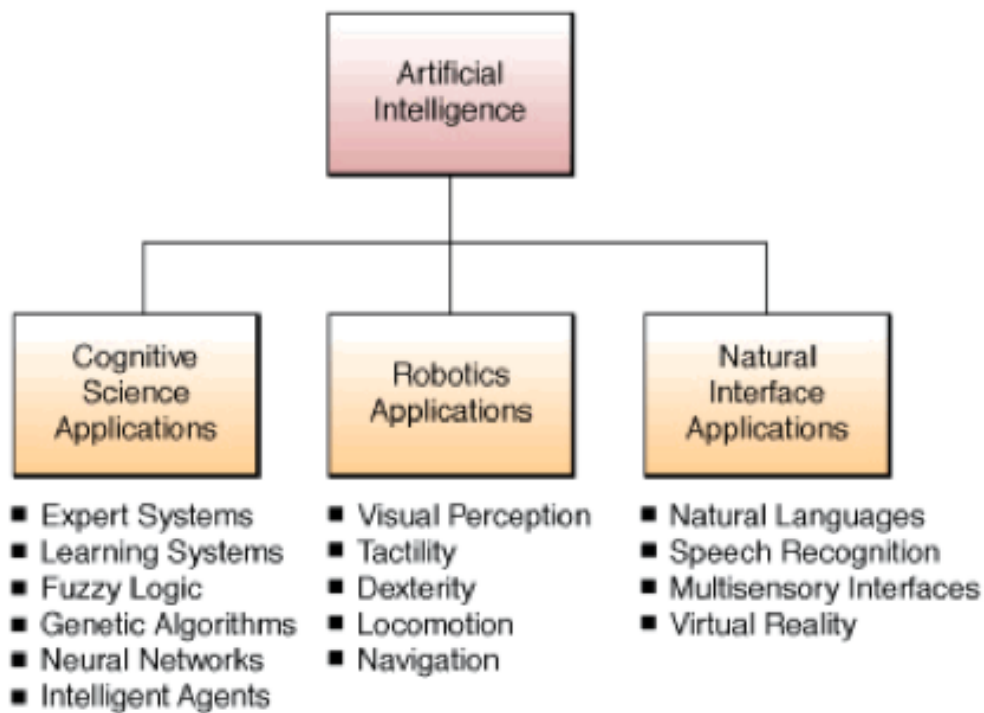 Artificial
Intelligence
Cognitive
Science
Applications
Robotics
Applications
Natural
Interface
Applications
■ Expert Systems
■ Learning Systems
■ Fuzzy Logic
■ Genetic Algorithms
■ Neural Networks
■ Intelligent Agents
■ Visual Perception
■ Tactility
■ Dexterity
■ Locomotion
■ Navigation
■ Natural Languages
■ Speech Recognition
■ Multisensory Interfaces
■ Virtual Reality